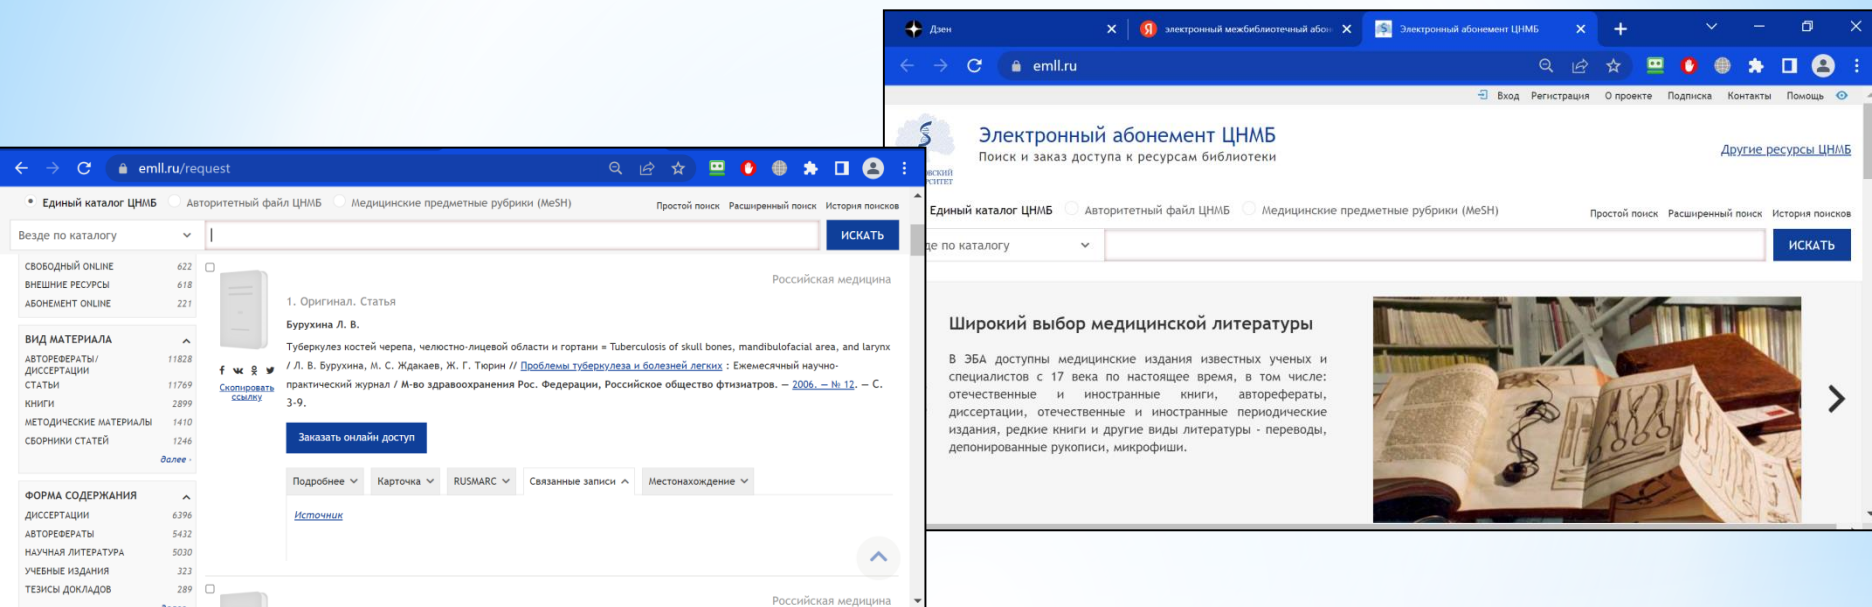 emll.ru/request
Единый каталог ЦНМБ Авторитетный файл ЦНМБ Медицинские предметные рубрики (MeSH) Простой поиск Расширенный поиск История поисков
Везде по каталогу ИСКАТЬ
СВОБОДНЫЙ ONLINE 622
ВНЕШНИЕ РЕСУРСЫ 618
АБОНЕМЕНТ ONLINE 221
ВИД МАТЕРИАЛА
АВТОРЕФЕРАТЫ/ 11828
ДИССЕРТАЦИИ
СТАТЬИ 11769
КНИГИ 2899
МЕТОДИЧЕСКИЕ МАТЕРИАЛЫ 1410
СБОРНИКИ СТАТЕЙ 1246
далее -
ФОРМА СОДЕРЖАНИЯ
ДИССЕРТАЦИИ 6396
АВТОРЕФЕРАТЫ 5432
НАУЧНАЯ ЛИТЕРАТУРА 5030
УЧЕБНЫЕ ИЗДАНИЯ 323
ТЕЗИСЫ ДОКЛАДОВ 289
Скопировать
ссылку
Российская медицина
1. Оригинал. Статья
Бурухина Л. В.
Туберкулез костей черепа, челюстно-лицевой области и гортани = Tuberculosis of skull bones, mandibulofacial area, and larynx
/ Л. В. Бурухина, М. С. Ждакаев, Ж. Г. Тюрин // Проблемы туберкулеза и болезней легких : Ежемесячный научно-
практический журнал / М-во здравоохранения Рос. Федерации, Российское общество фтизиатров. — 2006. — № 12. — С.
3-9.
Заказать онлайн доступ
Подробнее Карточка RUSMARC Связанные записи Местонахождение
Источник
Российская медицина
Дзен электронный межбиблиотечный або Электронный абонемент ЦНМБ
emll.ru
Вход Регистрация О проекте Подписка Контакты Помощь
Электронный абонемент ЦНМБ
Поиск и заказ доступа к ресурсам библиотеки
Другие ресурсы ЦНМБ
Единый каталог ЦНМБ Авторитетный файл ЦНМБ Медицинские предметные рубрики (MeSH) Простой поиск Расширенный поиск История поисков
де по каталогу ИСКАТЬ
Широкий выбор медицинской литературы
В ЭБА доступны медицинские издания известных ученых и
специалистов с 17 века по настоящее время, в том числе:
отечественные и иностранные книги, авторефераты,
диссертации, отечественные и иностранные периодические
издания, редкие книги и другие виды литературы - переводы,
депонированные рукописи, микрофиши.